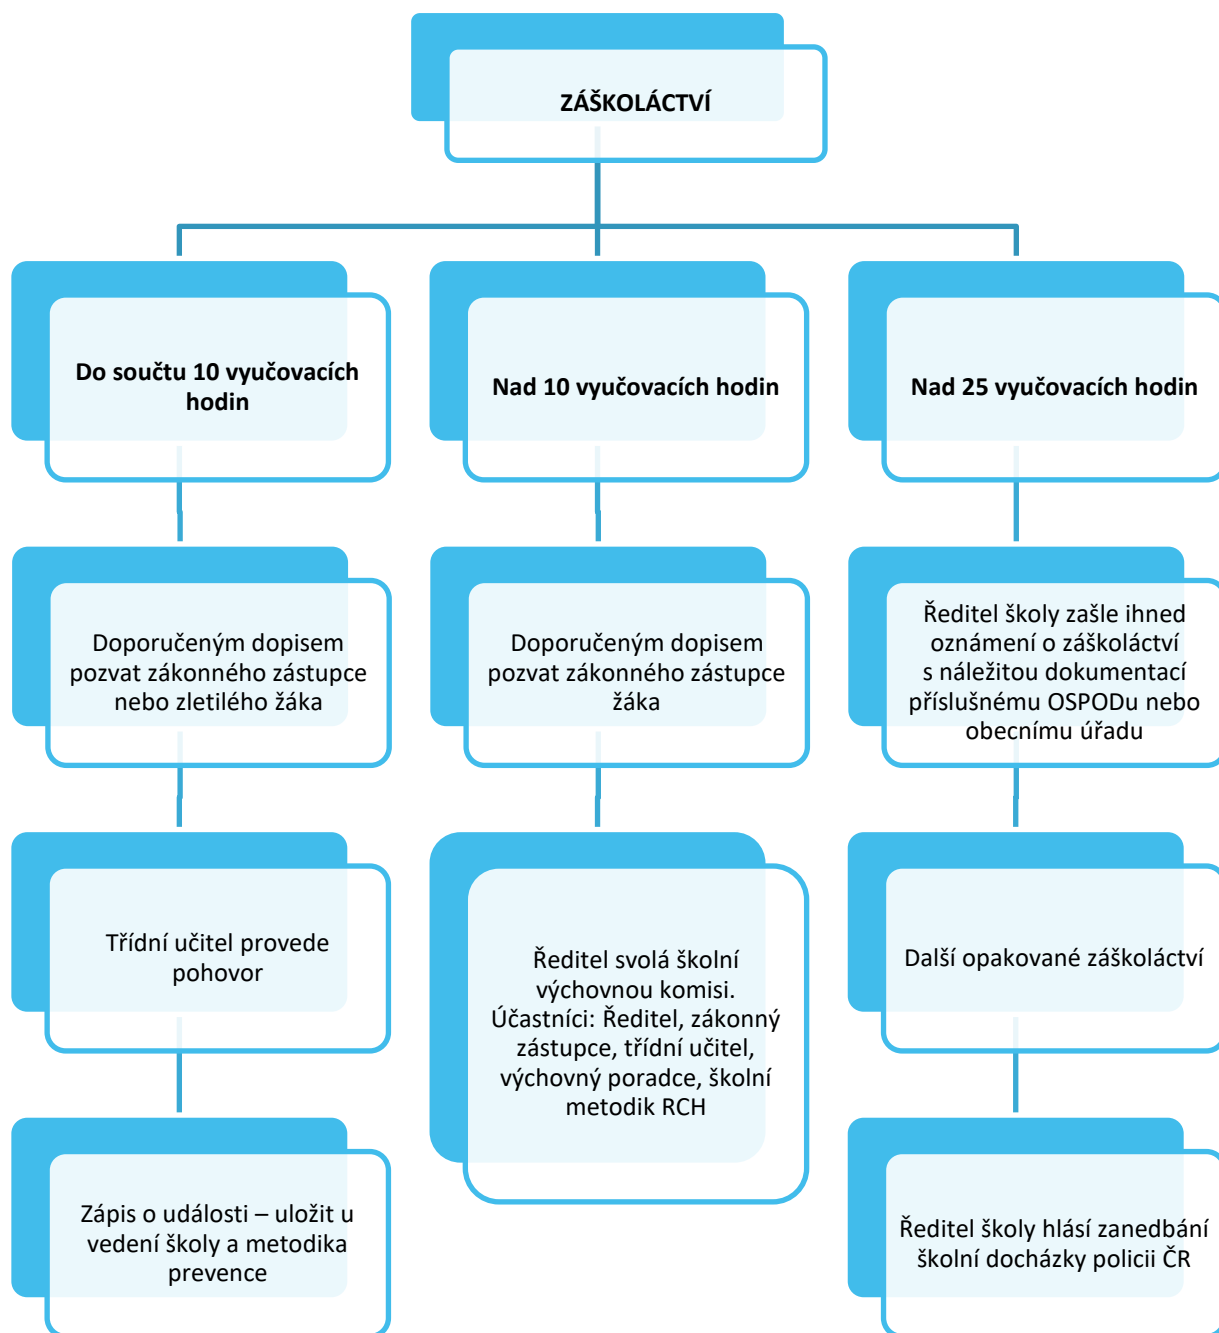 ZÁŠKOLÁCTVÍ
Do součtu 10 vyučovacích
hodin
Nad 10 vyučovacích hodin
Nad 25 vyučovacích hodin
Doporučeným dopisem
pozvat zákonného zástupce
nebo zletilého žáka
Doporučeným dopisem
pozvat zákonného zástupce
žáka
Ředitel školy zašle ihned
oznámení o záškoláctví
s náležitou dokumentací
příslušnému OSPODu nebo
obecnímu úřadu
Třídní učitel provede
pohovor
Ředitel svolá školní
výchovnou komisi.
Účastníci: Ředitel, zákonný
zástupce, třídní učitel,
výchovný poradce, školní
metodik RCH
Další opakované záškoláctví
Zápis o události – uložit u
vedení školy a metodika
prevence
Ředitel školy hlásí zanedbání
školní docházky policii ČR